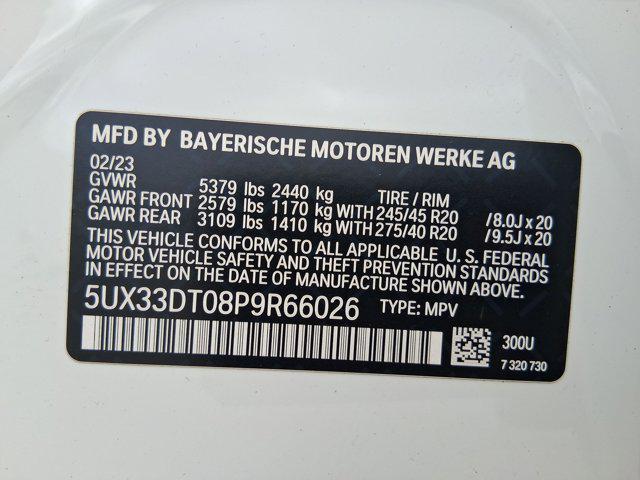 MFD BY BAYERISCHE MOTOREN WERKE AG
02/23
GVWR 5379 lbs 2440 kg TIRE / RIM
GAWR FRONT 2579 lbs 1170 kg WITH 245/45 R20 /8.0J x 20
GAWR REAR 3109 lbs 1410 kg WITH 275/40 R20 /9.5J x 20
THIS VEHICLE CONFORMS TO ALL APPLICABLE U. S. FEDERAL
MOTOR VEHICLE SAFETY AND THEFT PREVENTION STANDARDS
IN EFFECT ON THE DATE OF MANUFACTURE SHOWN ABOVE.
5UX33DT08P9R66026 TYPE: MPV
300U
7 320 730